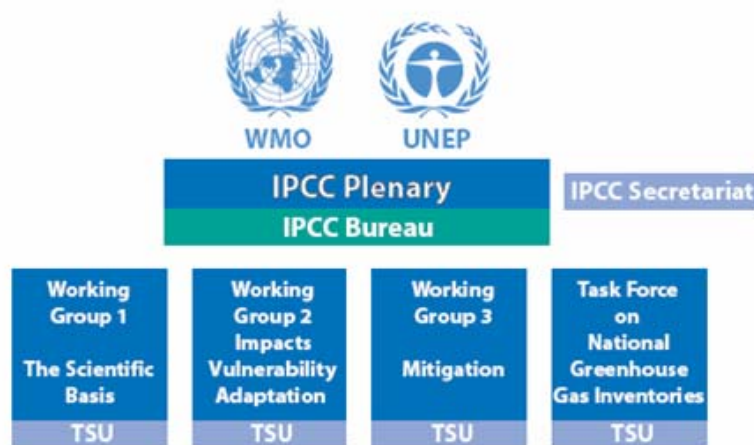 WMO
UNEP
IPCC Plenary
IPCC Secretariat
IPCC Bureau
Working
Group 1
The Scientific
Basis
TSU
Working
Group 2
Impacts
Vulnerability
Adaptation
TSU
Working
Group 3
Mitigation
TSU
Task Force
on
National
Greenhouse
Gas Inventories
TSU